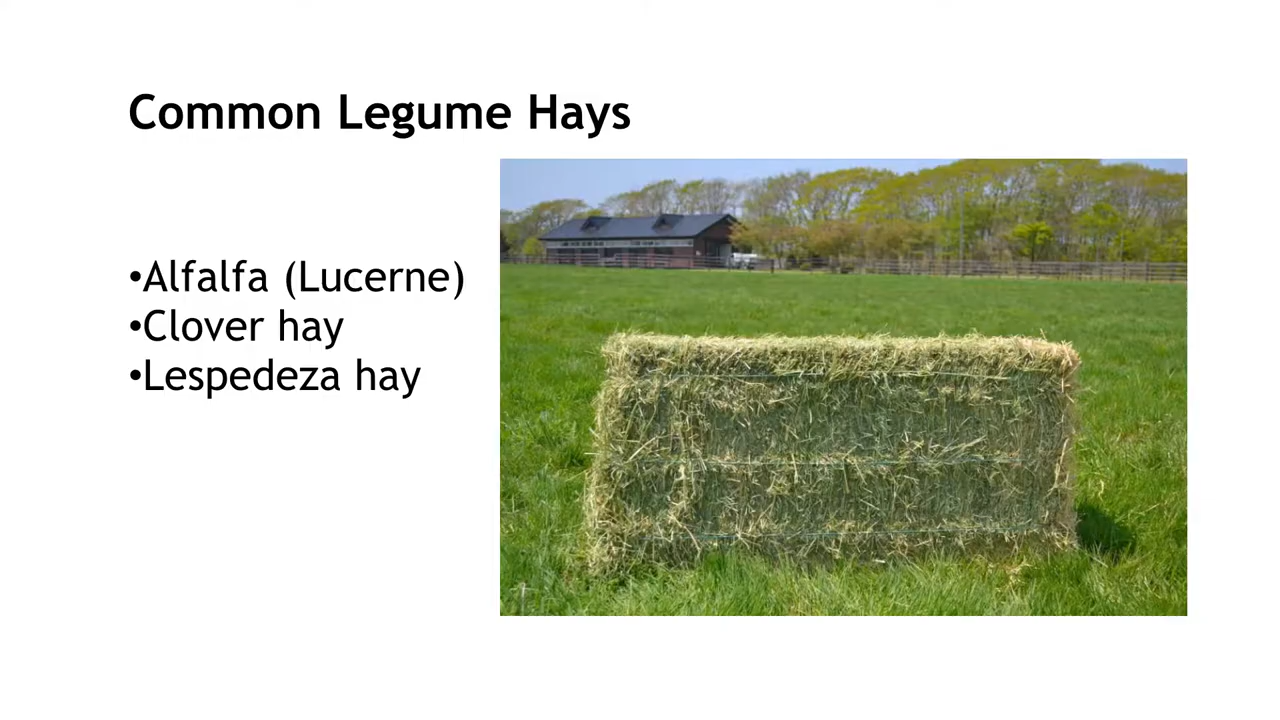 Common Legume Hays
•Alfalfa (Lucerne)
•Clover hay
•Lespedeza hay